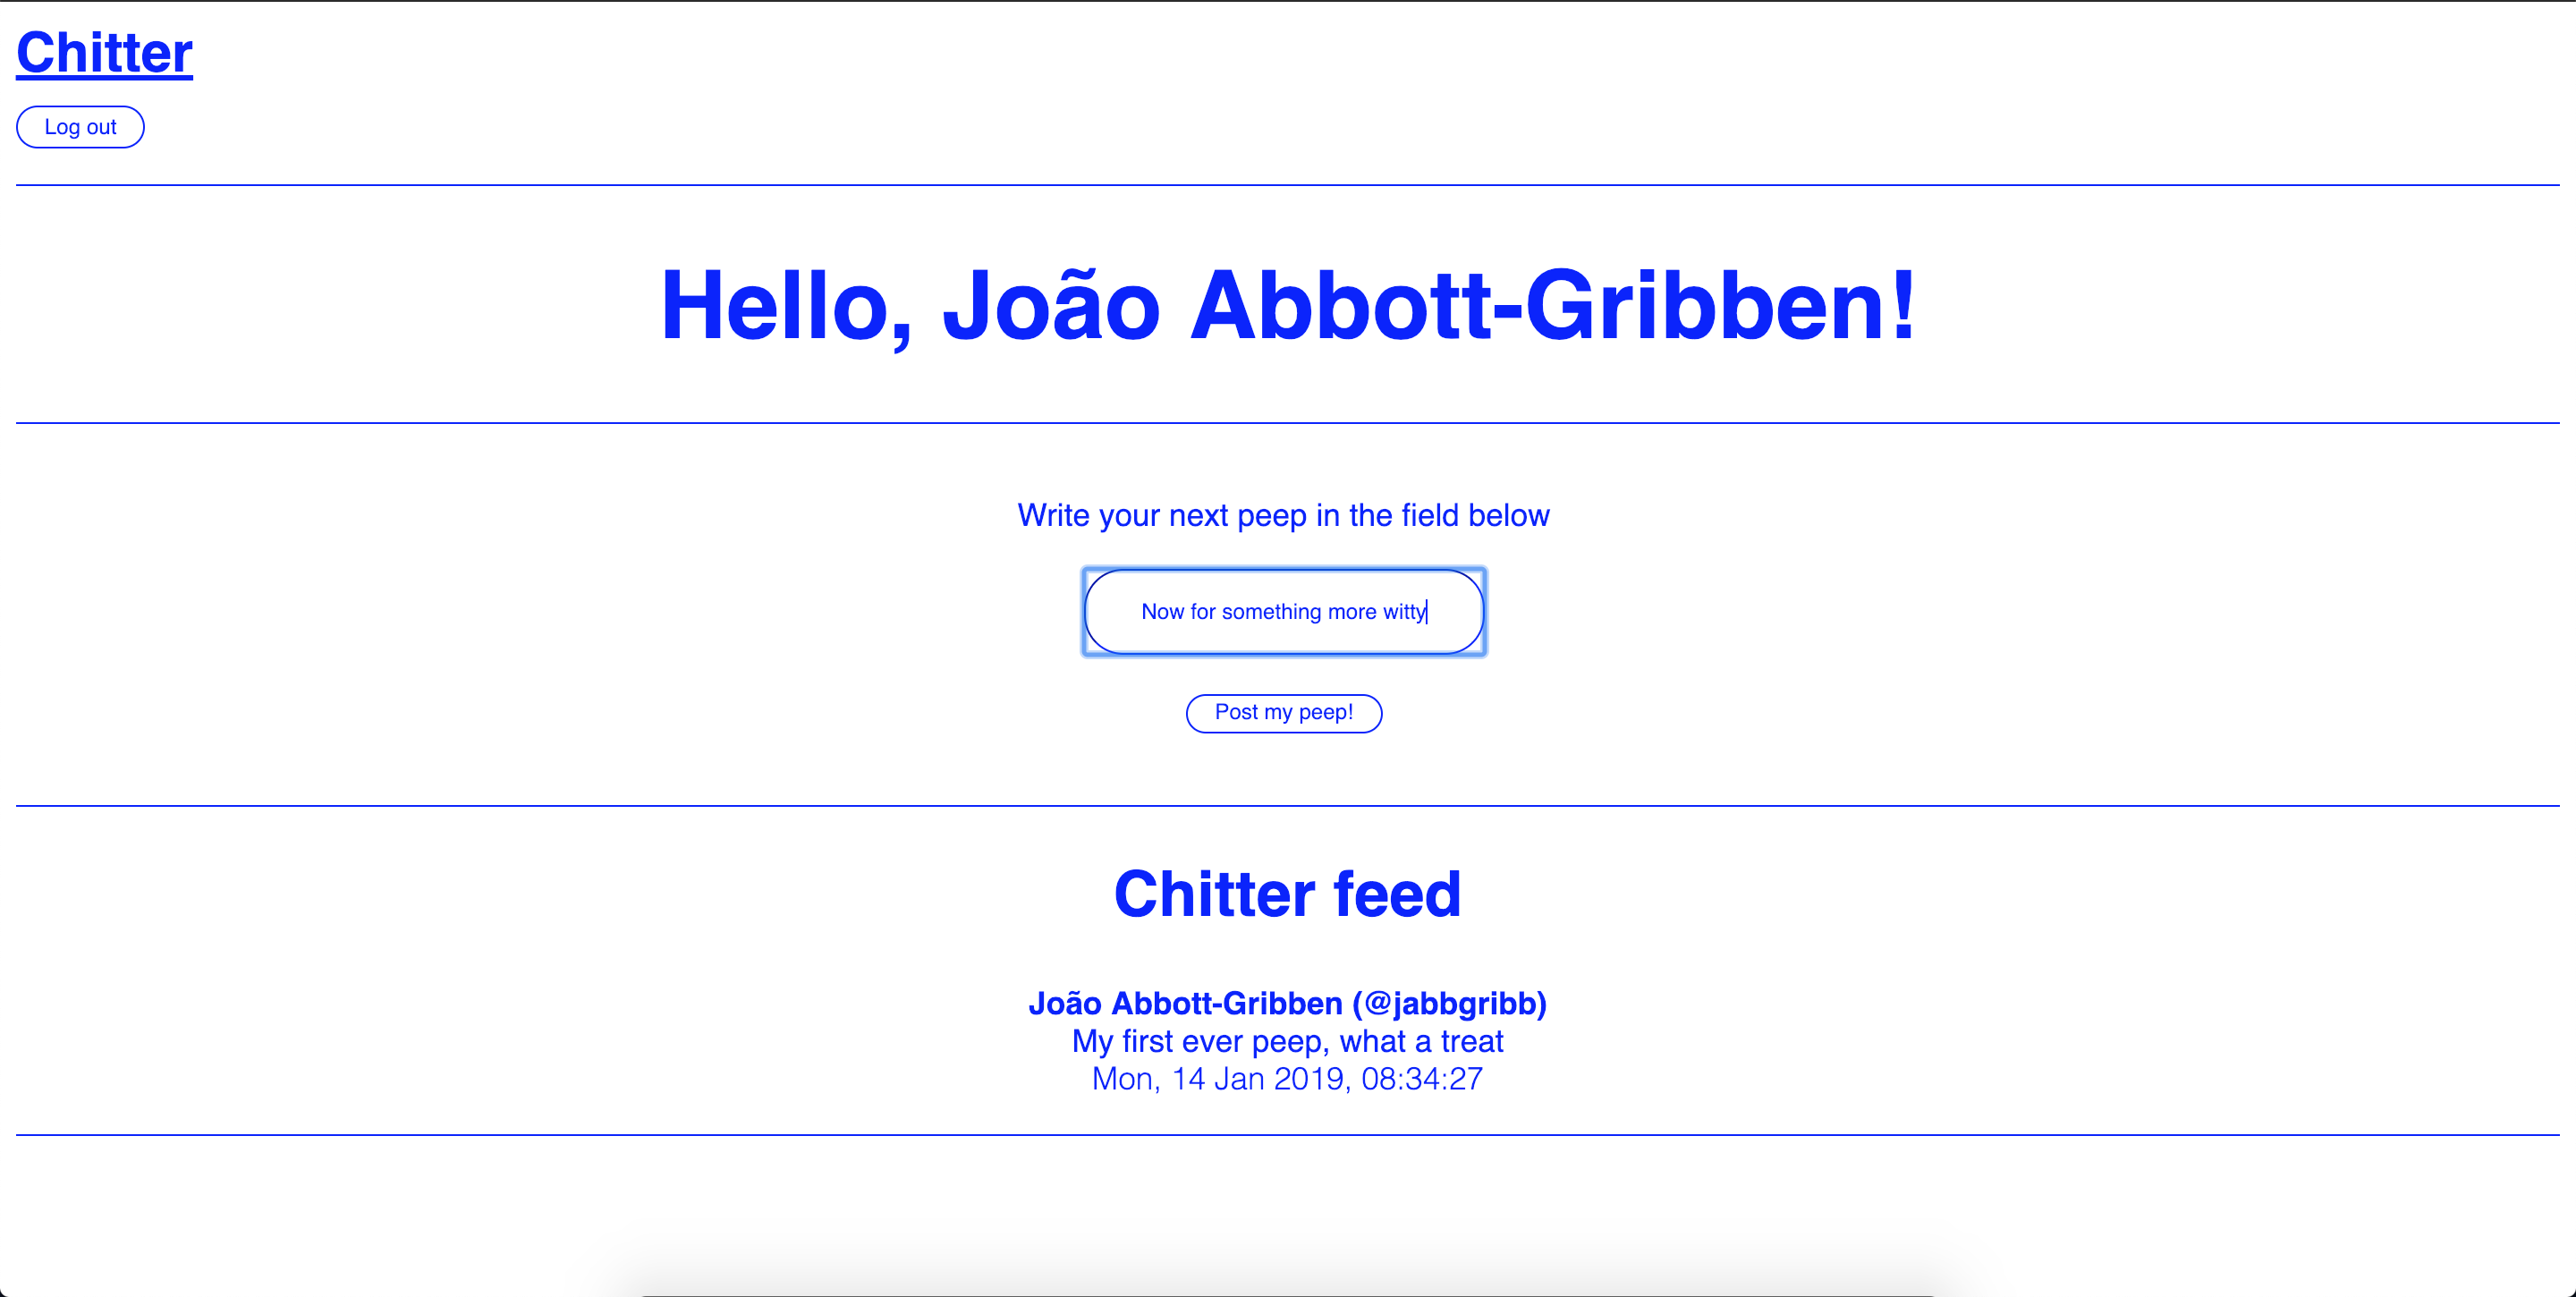 Chitter
Log out
Hello, João Abbott-Gribben!
Write your next peep in the field below
Now for something more witty
Post my peep!
Chitter feed
João Abbott-Gribben (@jabbgribb)
My first ever peep, what a treat
Mon, 14 Jan 2019, 08:34:27